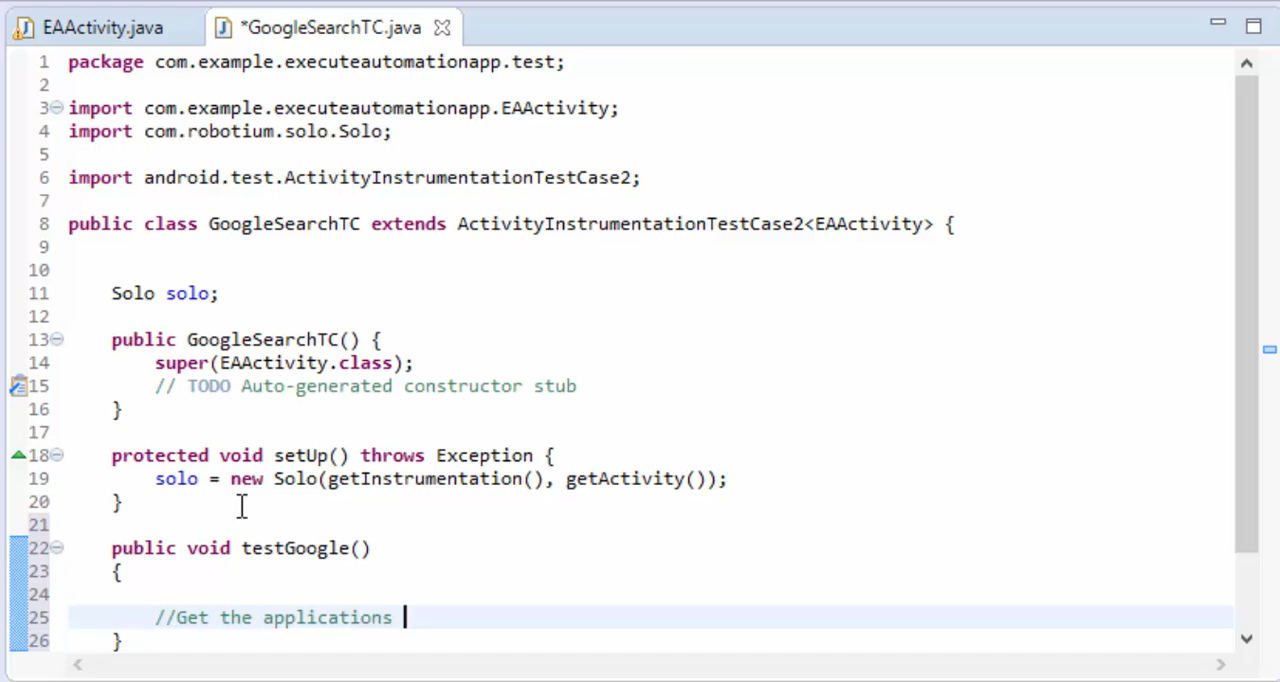 EAActivity.java
*GoogleSearchTC.java
1 package com.example.executeautomationapp.test;
2
3 import com.example.executeautomationapp.EAActivity;
4 import com.robotium.solo.Solo;
5
6 import android.test.ActivityInstrumentationTestCase2;
7
8 public class GoogleSearchTC extends ActivityInstrumentationTestCase2<EAActivity> {
9
10
11 Solo solo;
12
13 public GoogleSearchTC() {
14 super(EAActivity.class);
15 // TODO Auto-generated constructor stub
16 }
17
18 protected void setUp() throws Exception {
19 solo = new Solo(getInstrumentation(), getActivity());
20 }
21
22 public void testGoogle()
23 {
24
25 //Get the applications
26 }